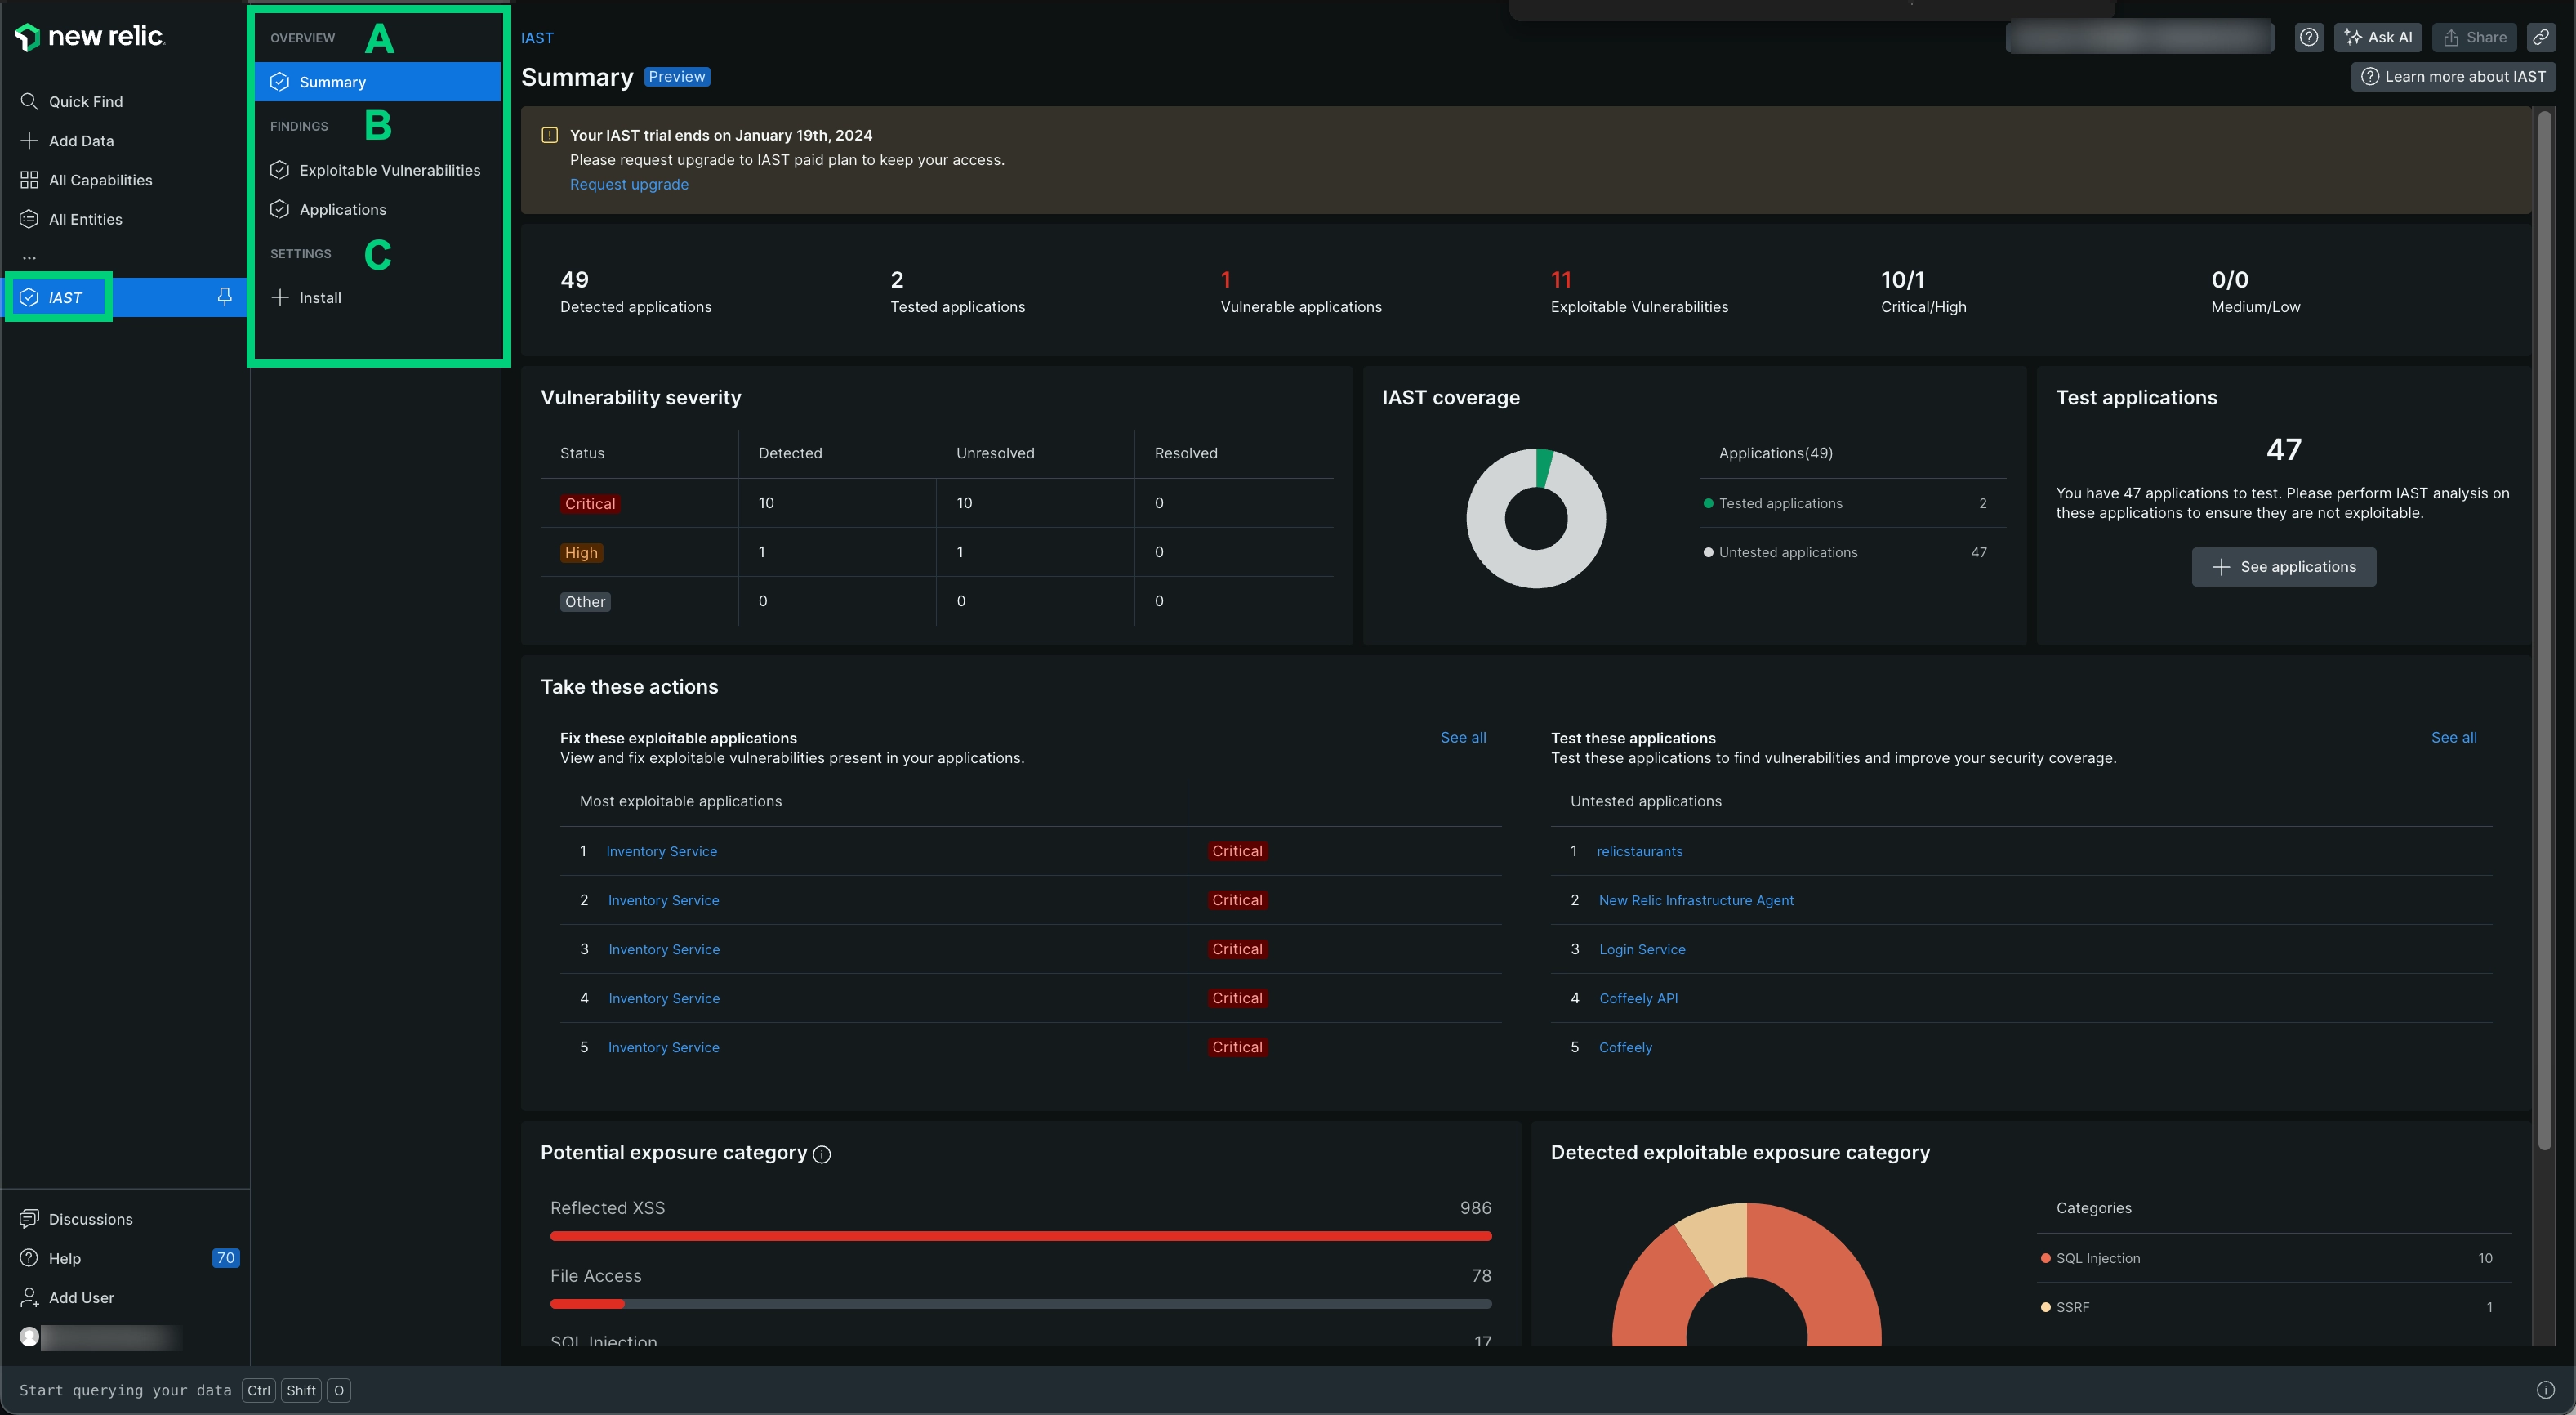 new relic.
Quick Find
Add Data
All Capabilities
All Entities
...
IAST
OVERVIEW A
Summary
FINDINGS B
Exploitable Vulnerabilities
Applications
SETTINGS C
Install
IAST
Summary Preview
Ask AI
Share
Learn more about IAST
Your IAST trial ends on January 19th, 2024
Please request upgrade to IAST paid plan to keep your access.
Request upgrade
49 2 1 11 10/1 0/0
Detected applications Tested applications Vulnerable applications Exploitable Vulnerabilities Critical/High Medium/Low
Vulnerability severity
Status Detected Unresolved Resolved
Critical 10 10 0
High 1 1 0
Other 0 0 0
IAST coverage
Applications(49)
Tested applications 2
Untested applications 47
Test applications
47
You have 47 applications to test. Please perform IAST analysis on
these applications to ensure they are not exploitable.
See applications
Take these actions
Fix these exploitable applications See all
View and fix exploitable vulnerabilities present in your applications.
Most exploitable applications
1 Inventory Service Critical
2 Inventory Service Critical
3 Inventory Service Critical
4 Inventory Service Critical
5 Inventory Service Critical
Test these applications See all
Test these applications to find vulnerabilities and improve your security coverage.
Untested applications
1 relicstaurants
2 New Relic Infrastructure Agent
3 Login Service
4 Coffeely API
5 Coffeely
Potential exposure category
Reflected XSS 986
File Access 78
SQL Injection 17
Detected exploitable exposure category
Categories
SQL Injection 10
SSRF 1
Discussions
Help 70
Add User
Start querying your data Ctrl Shift O